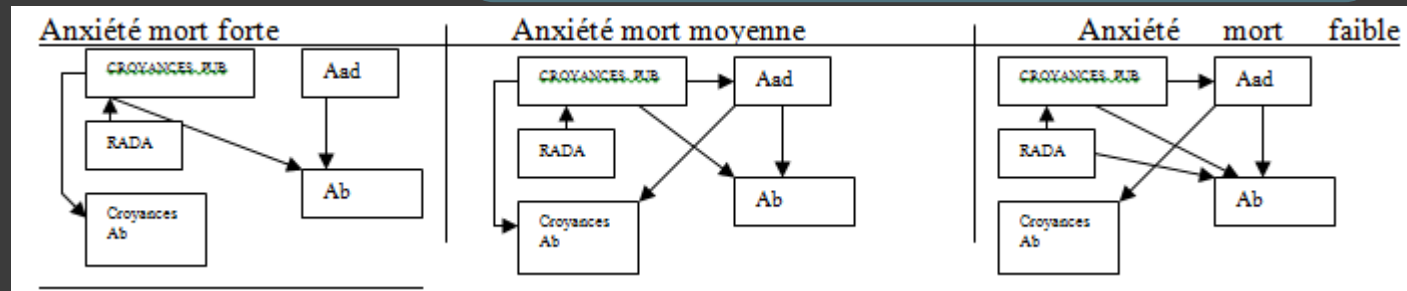 Anxiété mort forte
CROYANCES PUB
Aad
RADA
Ab
Croyances
Ab
Anxiété mort moyenne
CROYANCES PUB
Aad
RADA
Ab
Croyances
Ab
Anxiété mort faible
CROYANCES PUB
Aad
RADA
Ab
Croyances
Ab